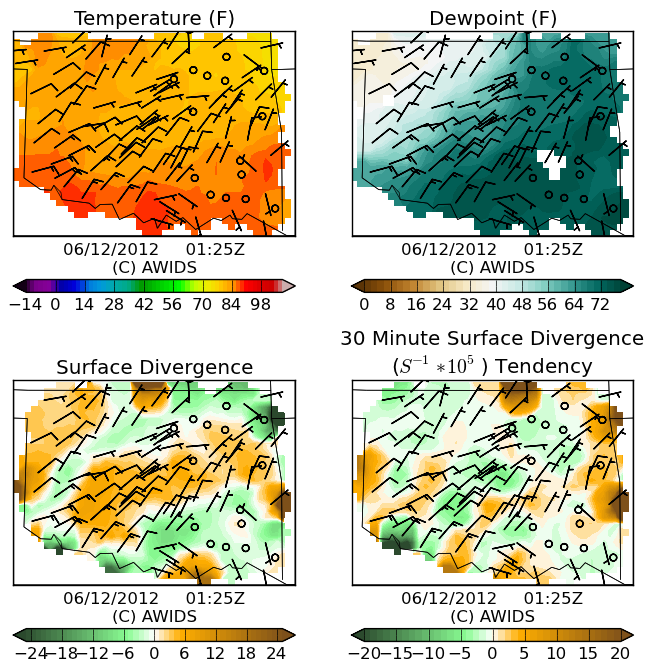 Temperature (F)
Dewpoint (F)
06/12/2012 01:25Z
(C) AWIDS
06/12/2012 01:25Z
(C) AWIDS
−14 0 14 28 42 56 70 84 98
0 8 16 24 32 40 48 56 64 72
Surface Divergence
30 Minute Surface Divergence
(S⁻¹ *10⁵ ) Tendency
06/12/2012 01:25Z
(C) AWIDS
06/12/2012 01:25Z
(C) AWIDS
−24−18−12 −6 0 6 12 18 24
−20−15−10 −5 0 5 10 15 20